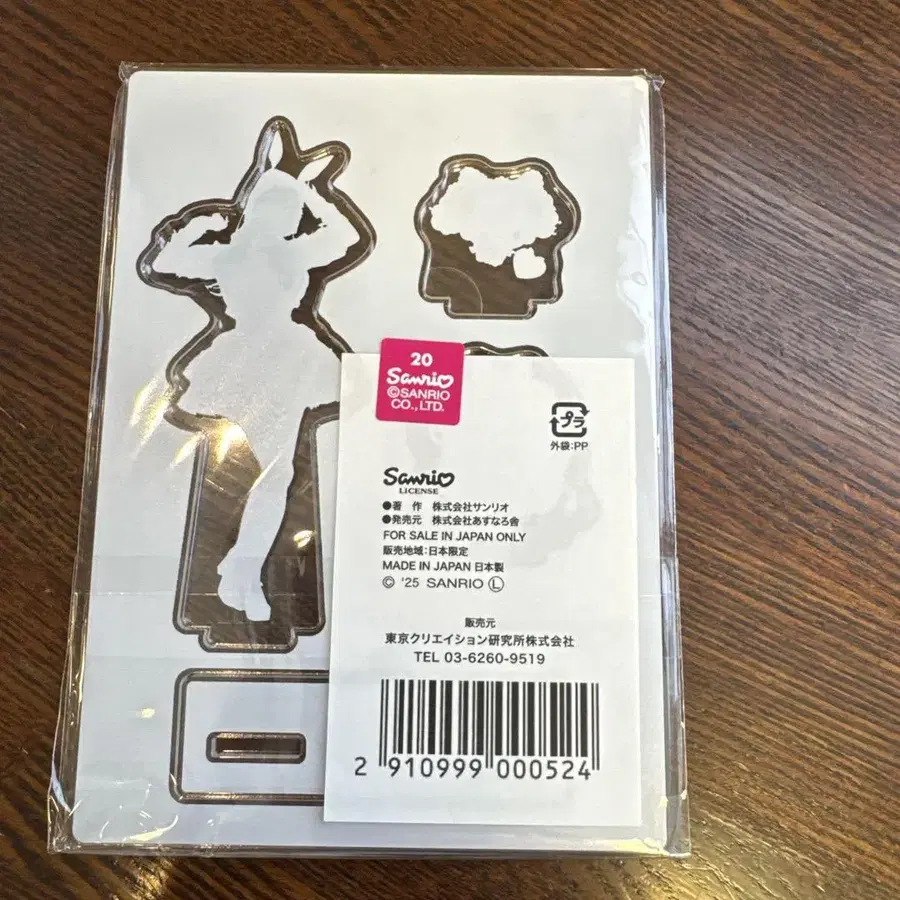 20
Sanrio
©SANRIO
CO., LTD.
プラ
外袋:PP
Sanrio
LICENSE
●著 作 株式会社サンリオ
●発売元 株式会社あすなろ舎
FOR SALE IN JAPAN ONLY
販売地域:日本限定
MADE IN JAPAN 日本製
© '25 SANRIO Ⓛ
販売元
東京クリエイション研究所株式会社
TEL 03-6260-9519
2 910999 000524